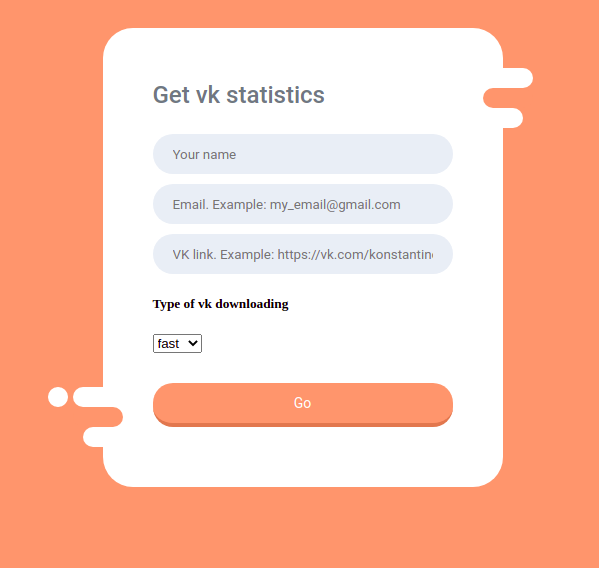 Get vk statistics
Your name
Email. Example: my_email@gmail.com
VK link. Example: https://vk.com/konstantin
Type of vk downloading
fast
Go